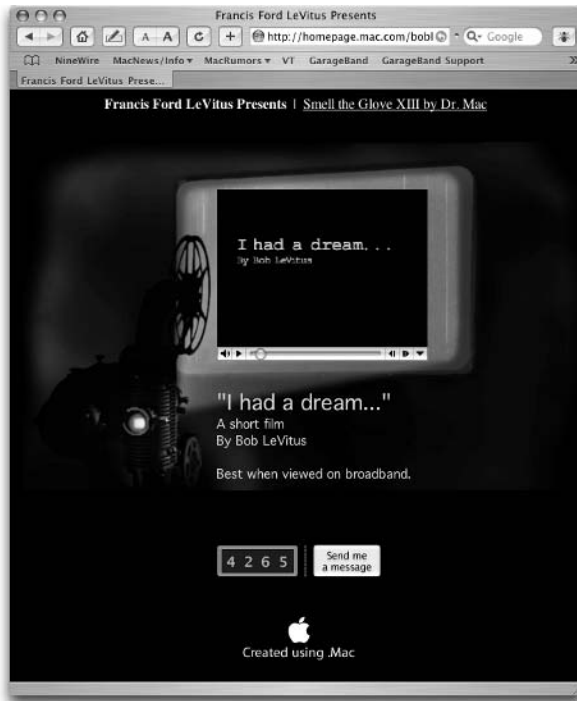 Francis Ford LeVitus Presents
A A C + http://homepage.mac.com/bobl Q Google
NineWire MacNews/Info MacRumors VT GarageBand GarageBand Support
Francis Ford LeVitus Prese...
Francis Ford LeVitus Presents | Smell the Glove XIII by Dr. Mac
I had a dream...
By Bob LeVitus
"I had a dream..."
A short film
By Bob LeVitus
Best when viewed on broadband.
4 2 6 5
Send me
a message
Created using .Mac